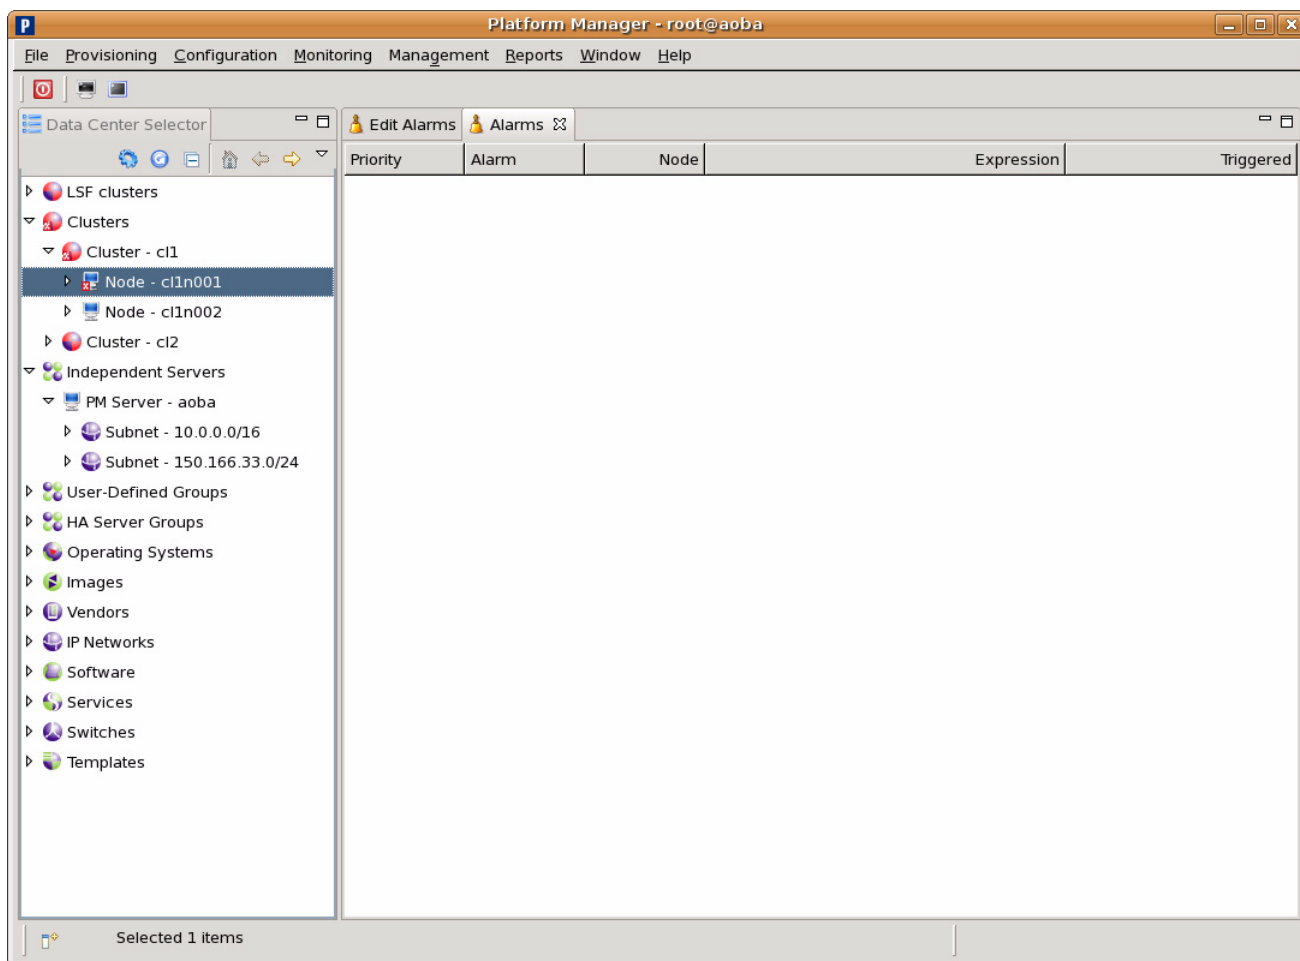 Platform Manager - root@aoba
File Provisioning Configuration Monitoring Management Reports Window Help
Data Center Selector
Edit Alarms Alarms
Priority Alarm Node Expression Triggered
LSF clusters
Clusters
Cluster - cl1
Node - cl1n001
Node - cl1n002
Cluster - cl2
Independent Servers
PM Server - aoba
Subnet - 10.0.0.0/16
Subnet - 150.166.33.0/24
User-Defined Groups
HA Server Groups
Operating Systems
Images
Vendors
IP Networks
Software
Services
Switches
Templates
Selected 1 items